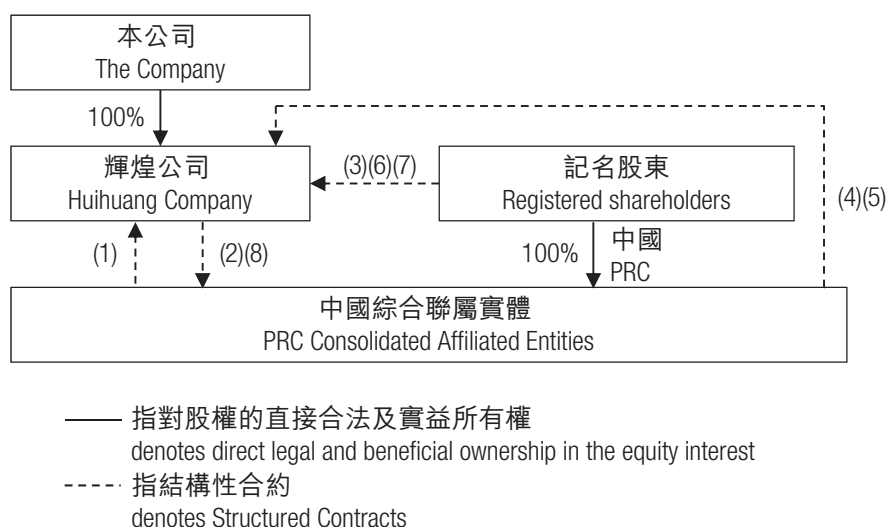 本公司
The Company
100%
輝煌公司
Huihuang Company
(3)(6)(7)
記名股東
Registered shareholders
(4)(5)
(1)
(2)(8)
100%
中國
PRC
中國綜合聯屬實體
PRC Consolidated Affiliated Entities
指對股權的直接合法及實益所有權
denotes direct legal and beneficial ownership in the equity interest
指結構性合約
denotes Structured Contracts